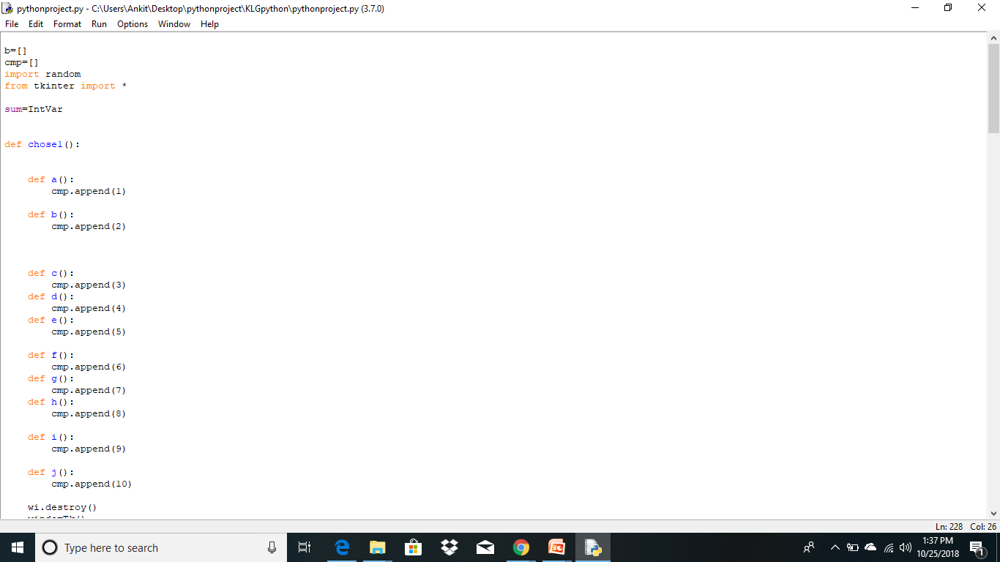 pythonproject.py - C:\Users\Ankit\Desktop\pythonproject\KLGpython\pythonproject.py (3.7.0)
File Edit Format Run Options Window Help
b=[]
cmp=[]
import random
from tkinter import *
sum=IntVar
def chose1():
    def a():
        cmp.append(1)
    def b():
        cmp.append(2)
    def c():
        cmp.append(3)
    def d():
        cmp.append(4)
    def e():
        cmp.append(5)
    def f():
        cmp.append(6)
    def g():
        cmp.append(7)
    def h():
        cmp.append(8)
    def i():
        cmp.append(9)
    def j():
        cmp.append(10)
    wi.destroy()
Ln: 228 Col: 26
Type here to search
1:37 PM
10/25/2018
1